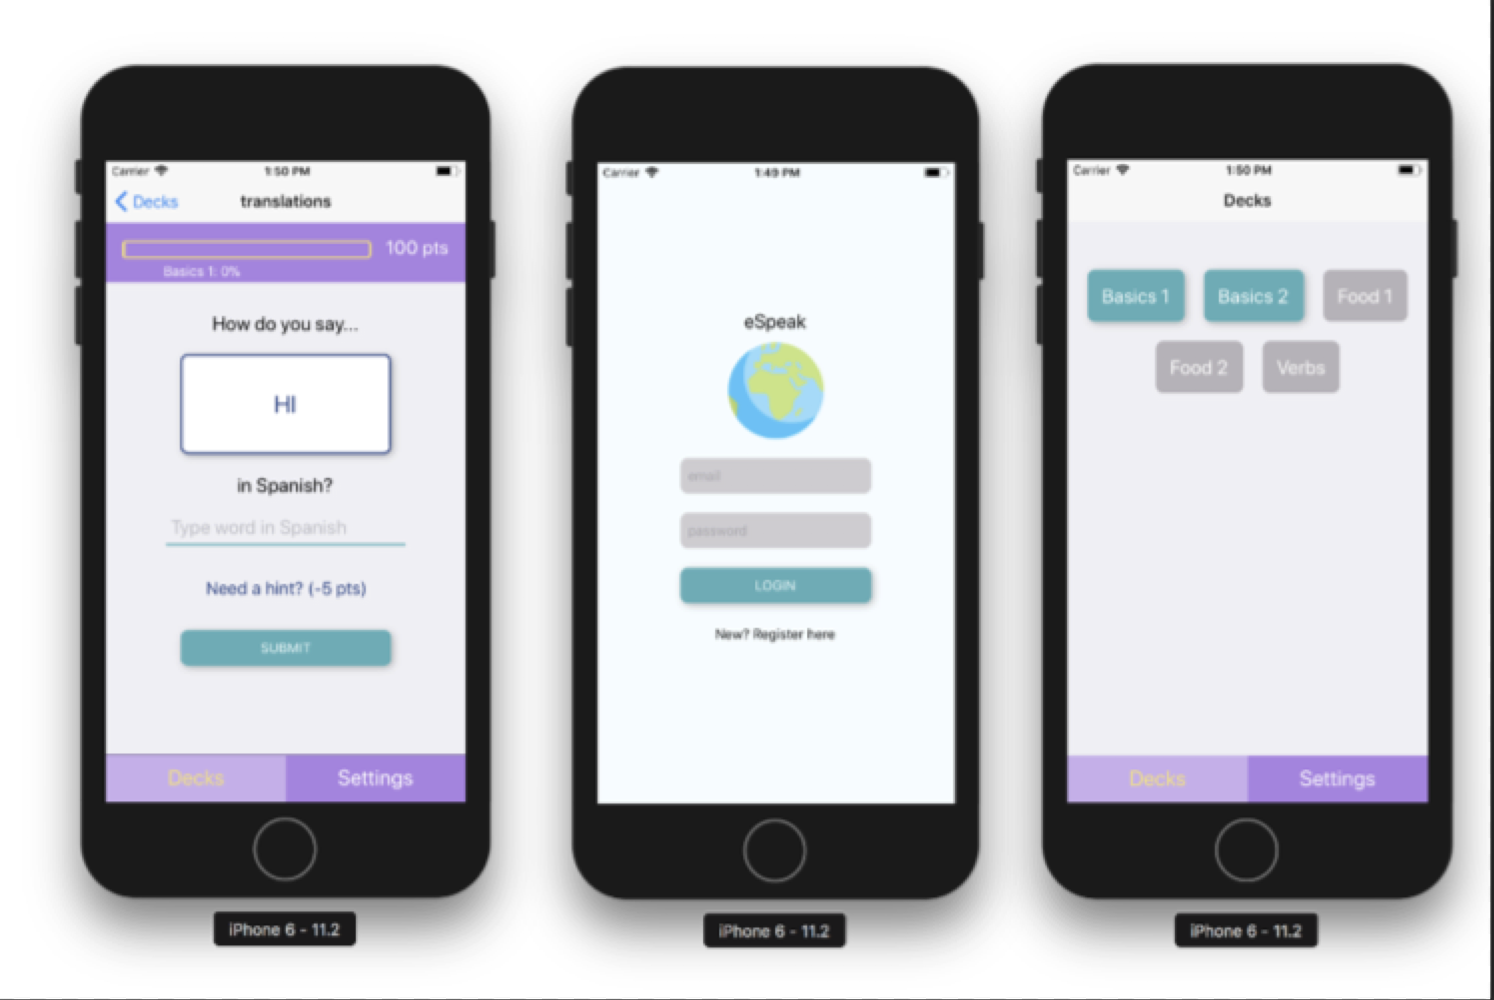 Carrier 1:50 PM
Decks translations
100 pts
Basics 1: 0%
How do you say...
HI
in Spanish?
Type word in Spanish
Need a hint? (-5 pts)
SUBMIT
Decks Settings
iPhone 6 - 11.2
Carrier 1:49 PM
eSpeak
email
password
LOGIN
New? Register here
iPhone 6 - 11.2
Carrier 1:50 PM
Decks
Basics 1 Basics 2 Food 1
Food 2 Verbs
Decks Settings
iPhone 6 - 11.2